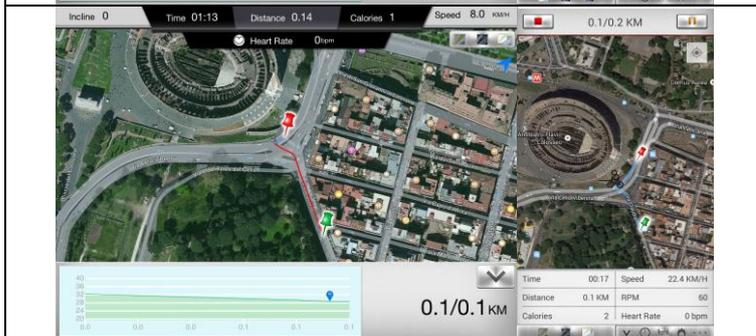 Incline 0 Time 01:13 Distance 0.14 Calories 1 Speed 8.0 KM/H
Heart Rate 0bpm
40
36
32
28
24
20
0.0 0.0 0.0 0.1 0.1 0.1
0.1/0.1KM
0.1/0.2 KM
M
Anfiteatro Flavio
Colosseo
Time 00:17 Speed 22.4 KM/H
Distance 0.1 KM RPM 60
Calories 2 Heart Rate 0 bpm